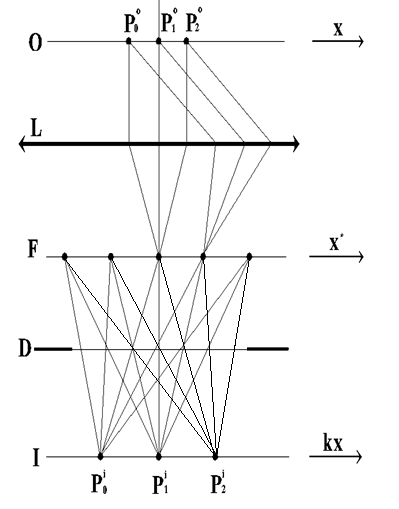 P₀° P₁° P₂°
O x
L
F x'
D
I kx
P₀ⁱ P₁ⁱ P₂ⁱ